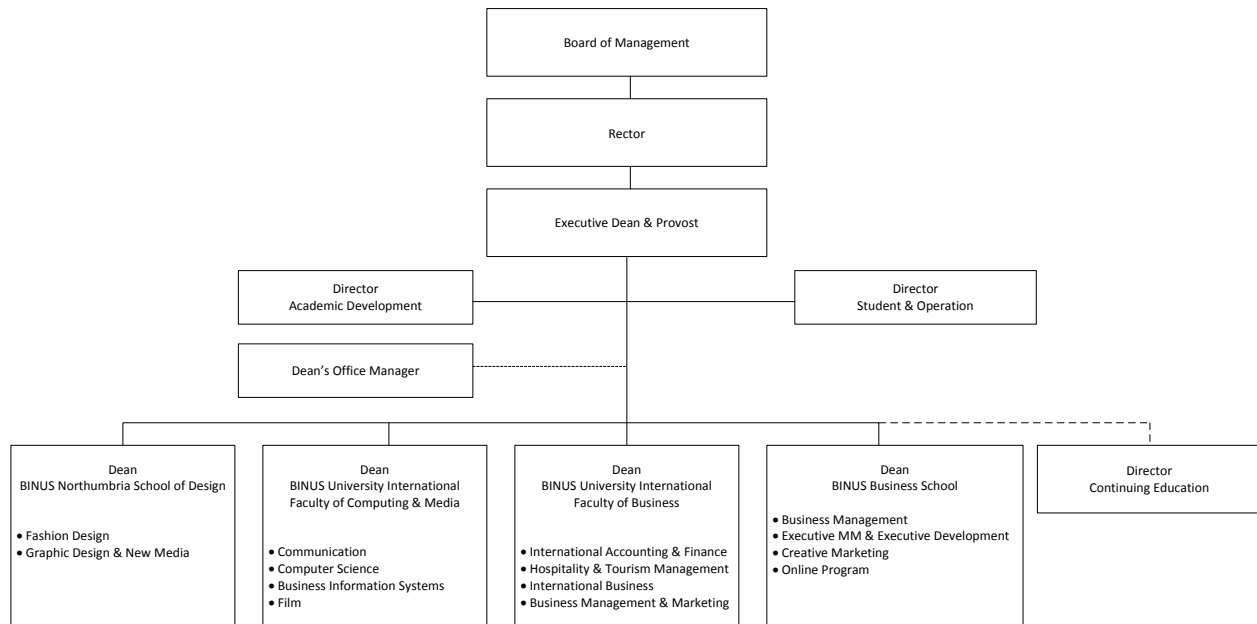 Board of Management
Rector
Executive Dean & Provost
Director
Academic Development
Director
Student & Operation
Dean’s Office Manager
Dean
BINUS Northumbria School of Design
• Fashion Design
• Graphic Design & New Media
Dean
BINUS University International
Faculty of Computing & Media
• Communication
• Computer Science
• Business Information Systems
• Film
Dean
BINUS University International
Faculty of Business
• International Accounting & Finance
• Hospitality & Tourism Management
• International Business
• Business Management & Marketing
Dean
BINUS Business School
• Business Management
• Executive MM & Executive Development
• Creative Marketing
• Online Program
Director
Continuing Education